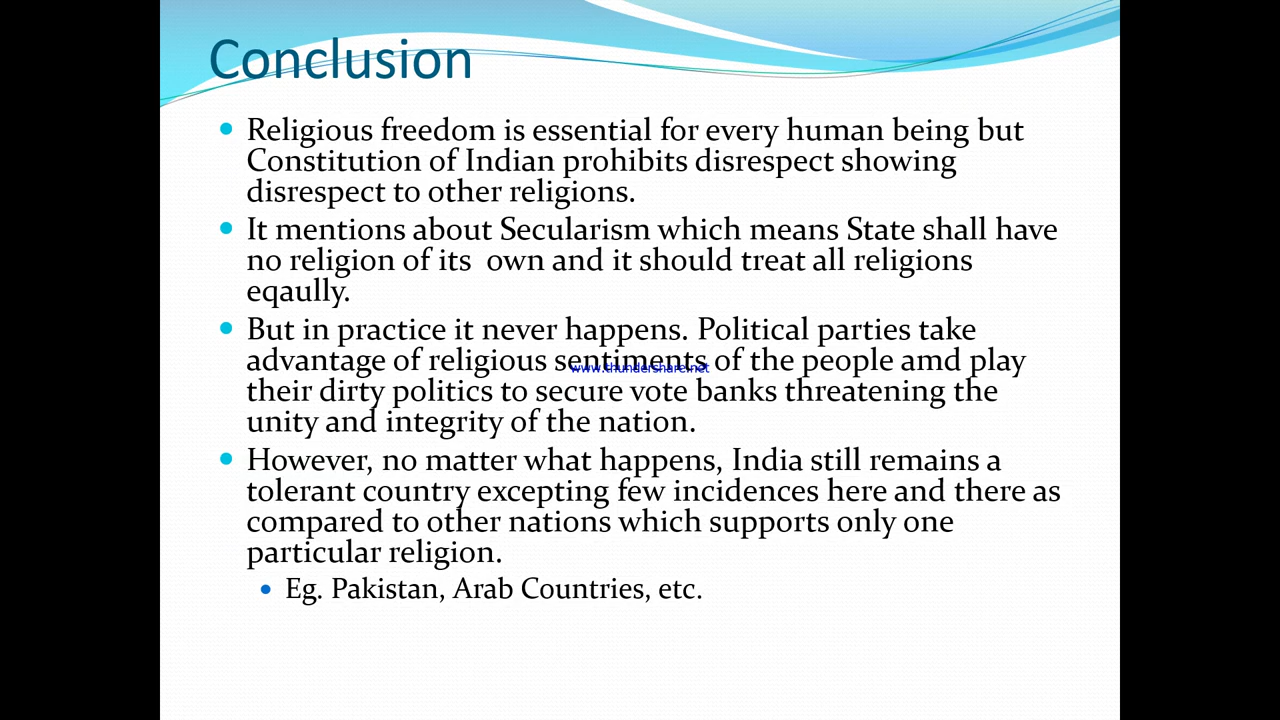 Conclusion
Religious freedom is essential for every human being but
Constitution of Indian prohibits disrespect showing
disrespect to other religions.
It mentions about Secularism which means State shall have
no religion of its own and it should treat all religions
eqaully.
But in practice it never happens. Political parties take
advantage of religious sentiments of the people amd play
www.thundershare.net
their dirty politics to secure vote banks threatening the
unity and integrity of the nation.
However, no matter what happens, India still remains a
tolerant country excepting few incidences here and there as
compared to other nations which supports only one
particular religion.
Eg. Pakistan, Arab Countries, etc.